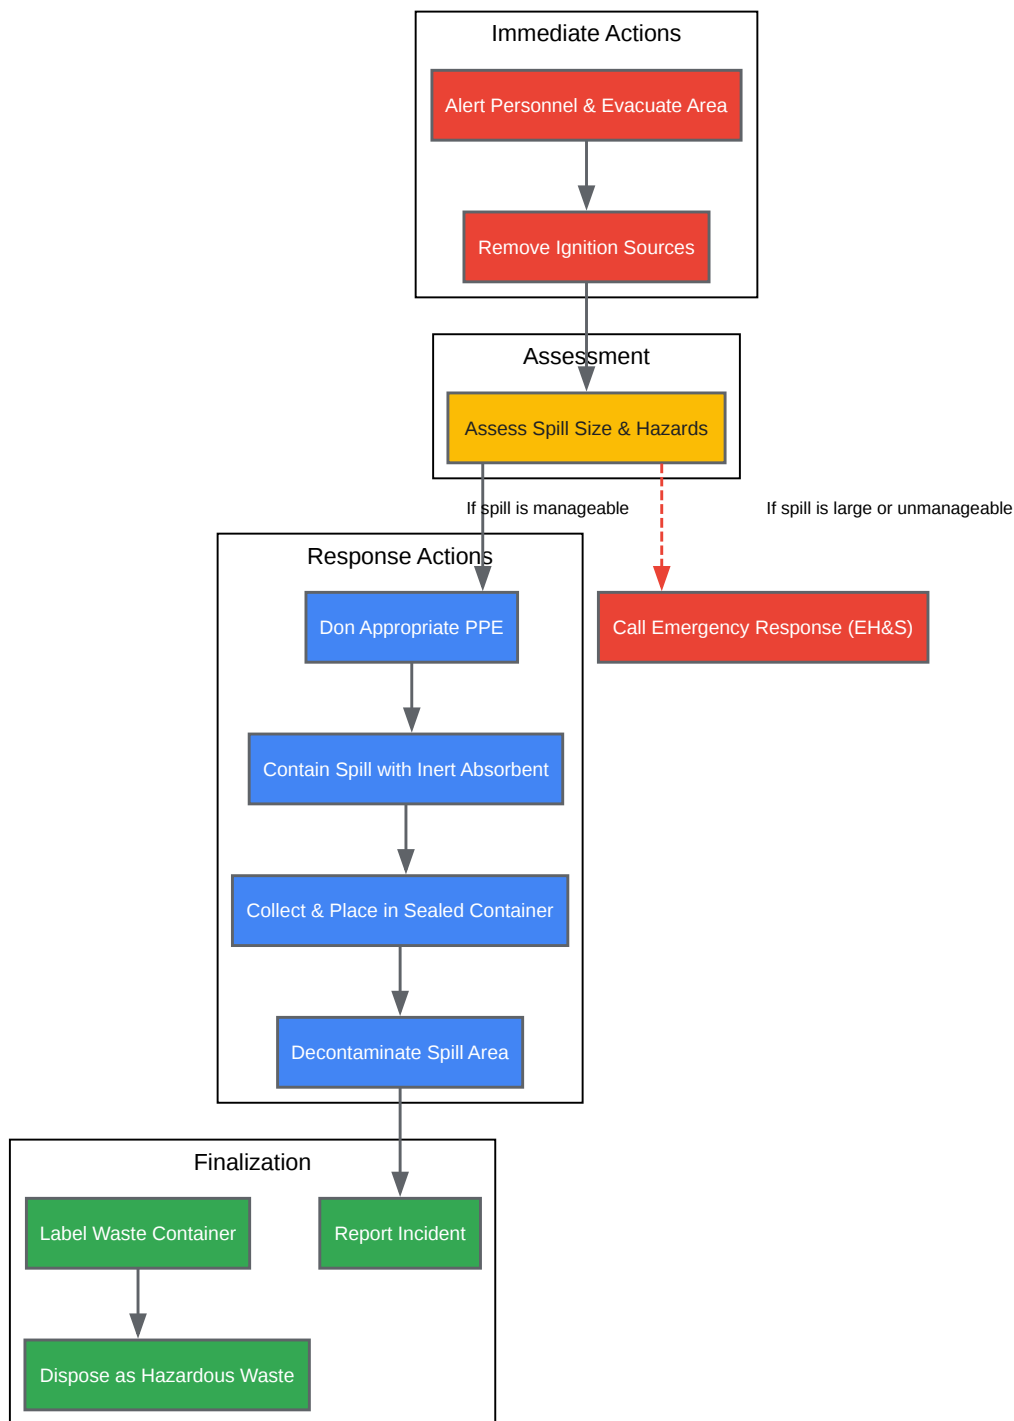 Immediate Actions
Alert Personnel & Evacuate Area
Remove Ignition Sources
Assessment
Assess Spill Size & Hazards
If spill is manageable
If spill is large or unmanageable
Response Actions
Don Appropriate PPE
Call Emergency Response (EH&S)
Contain Spill with Inert Absorbent
Collect & Place in Sealed Container
Decontaminate Spill Area
Finalization
Label Waste Container
Report Incident
Dispose as Hazardous Waste